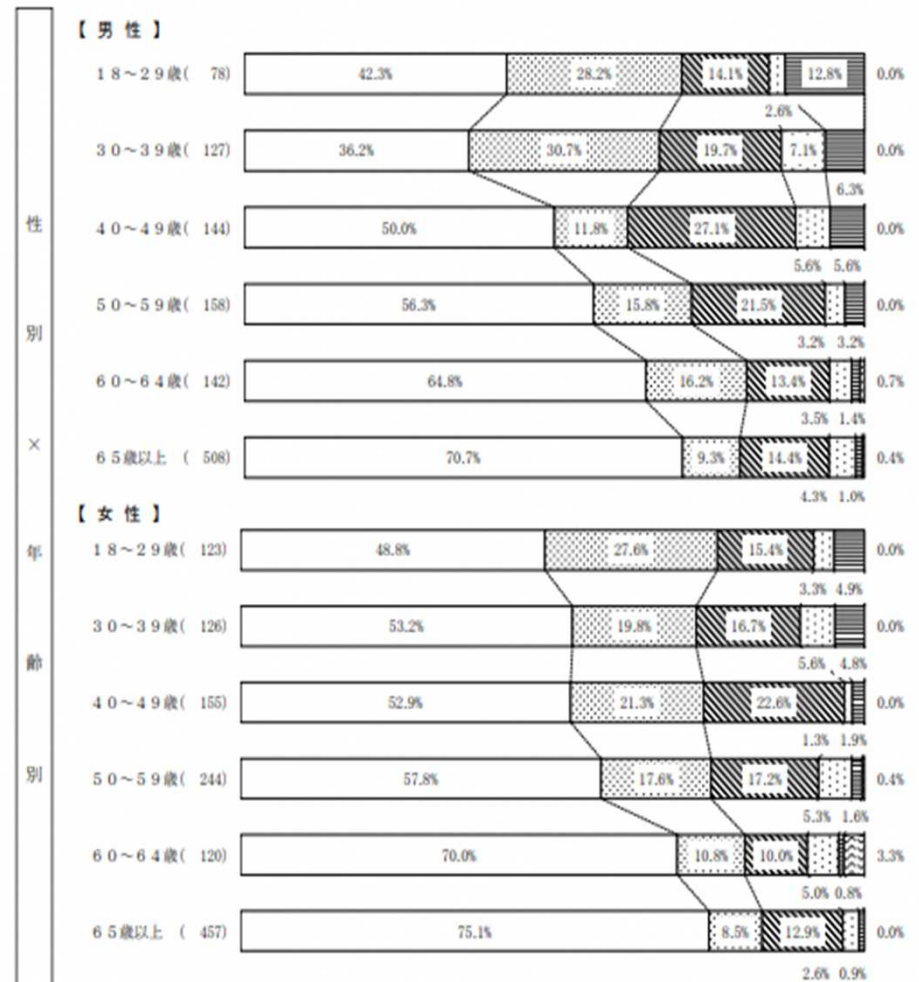 性別×年齢別
【 男 性 】
18～29歳( 78) 42.3% 28.2% 14.1% 12.8% 0.0%
2.6%
30～39歳( 127) 36.2% 30.7% 19.7% 7.1% 0.0%
6.3%
40～49歳( 144) 50.0% 11.8% 27.1% 0.0%
5.6% 5.6%
50～59歳( 158) 56.3% 15.8% 21.5% 0.0%
3.2% 3.2%
60～64歳( 142) 64.8% 16.2% 13.4% 0.7%
3.5% 1.4%
65歳以上 ( 508) 70.7% 9.3% 14.4% 0.4%
4.3% 1.0%
【 女 性 】
18～29歳( 123) 48.8% 27.6% 15.4% 0.0%
3.3% 4.9%
30～39歳( 126) 53.2% 19.8% 16.7% 0.0%
5.6% 4.8%
40～49歳( 155) 52.9% 21.3% 22.6% 0.0%
1.3% 1.9%
50～59歳( 244) 57.8% 17.6% 17.2% 0.4%
5.3% 1.6%
60～64歳( 120) 70.0% 10.8% 10.0% 3.3%
5.0% 0.8%
65歳以上 ( 457) 75.1% 8.5% 12.9% 0.0%
2.6% 0.9%